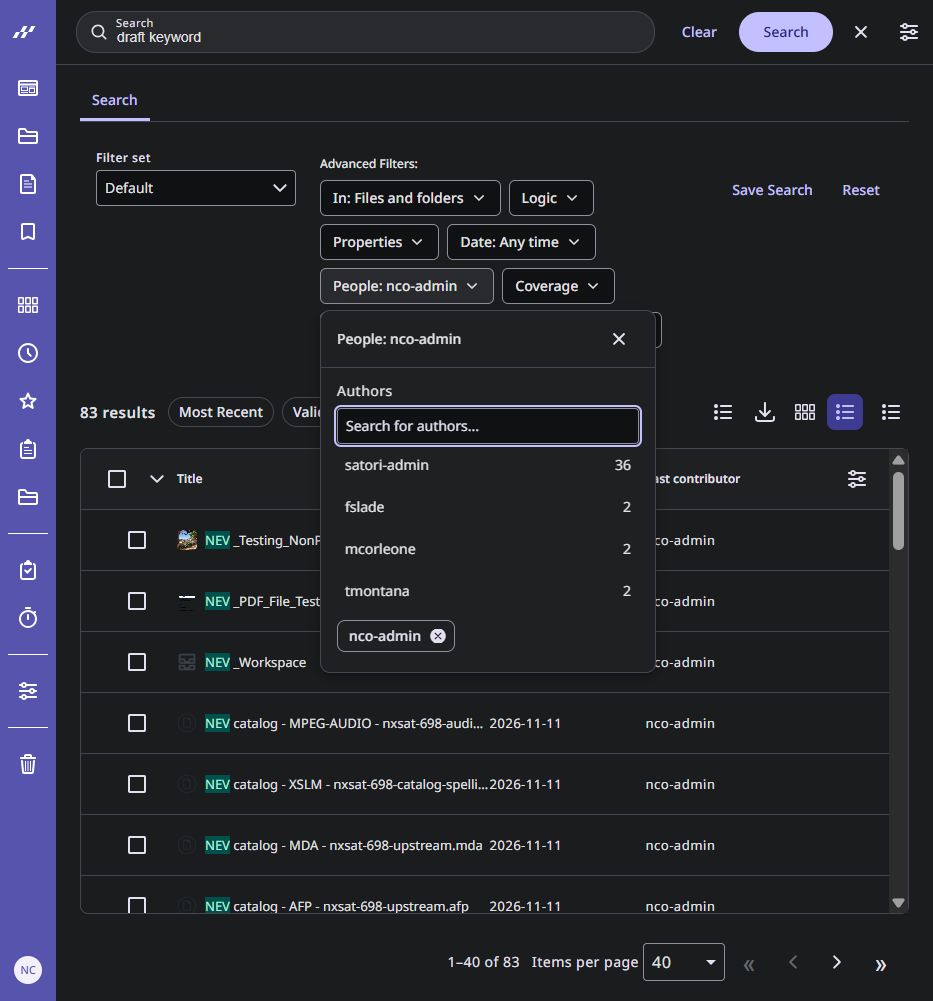 Search
draft keyword
Clear
Search
Search
Filter set
Default
Advanced Filters:
In: Files and folders
Logic
Save Search
Reset
Properties
Date: Any time
People: nco-admin
Coverage
People: nco-admin
Authors
Search for authors...
satori-admin 36
fslade 2
mcorleone 2
tmontana 2
nco-admin
83 results
Most Recent
Title
contributor
NEV _Workspace
NEV catalog - MPEG-AUDIO - nxsat-698-audi... 2026-11-11 nco-admin
NEV catalog - XSLM - nxsat-698-catalog-spelli... 2026-11-11 nco-admin
NEV catalog - MDA - nxsat-698-upstream.mda 2026-11-11 nco-admin
NEV catalog - AFP - nxsat-698-upstream.afp 2026-11-11 nco-admin
1–40 of 83 Items per page 40
NC